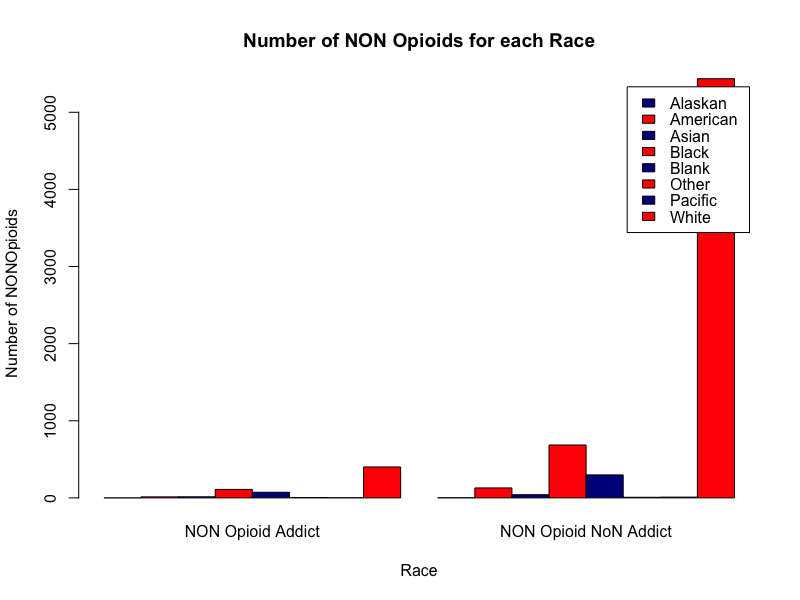 Number of NON Opioids for each Race
Number of NONOpioids
5000
4000
3000
2000
1000
0
Alaskan
American
Asian
Black
Blank
Other
Pacific
White
NON Opioid Addict
NON Opioid NoN Addict
Race